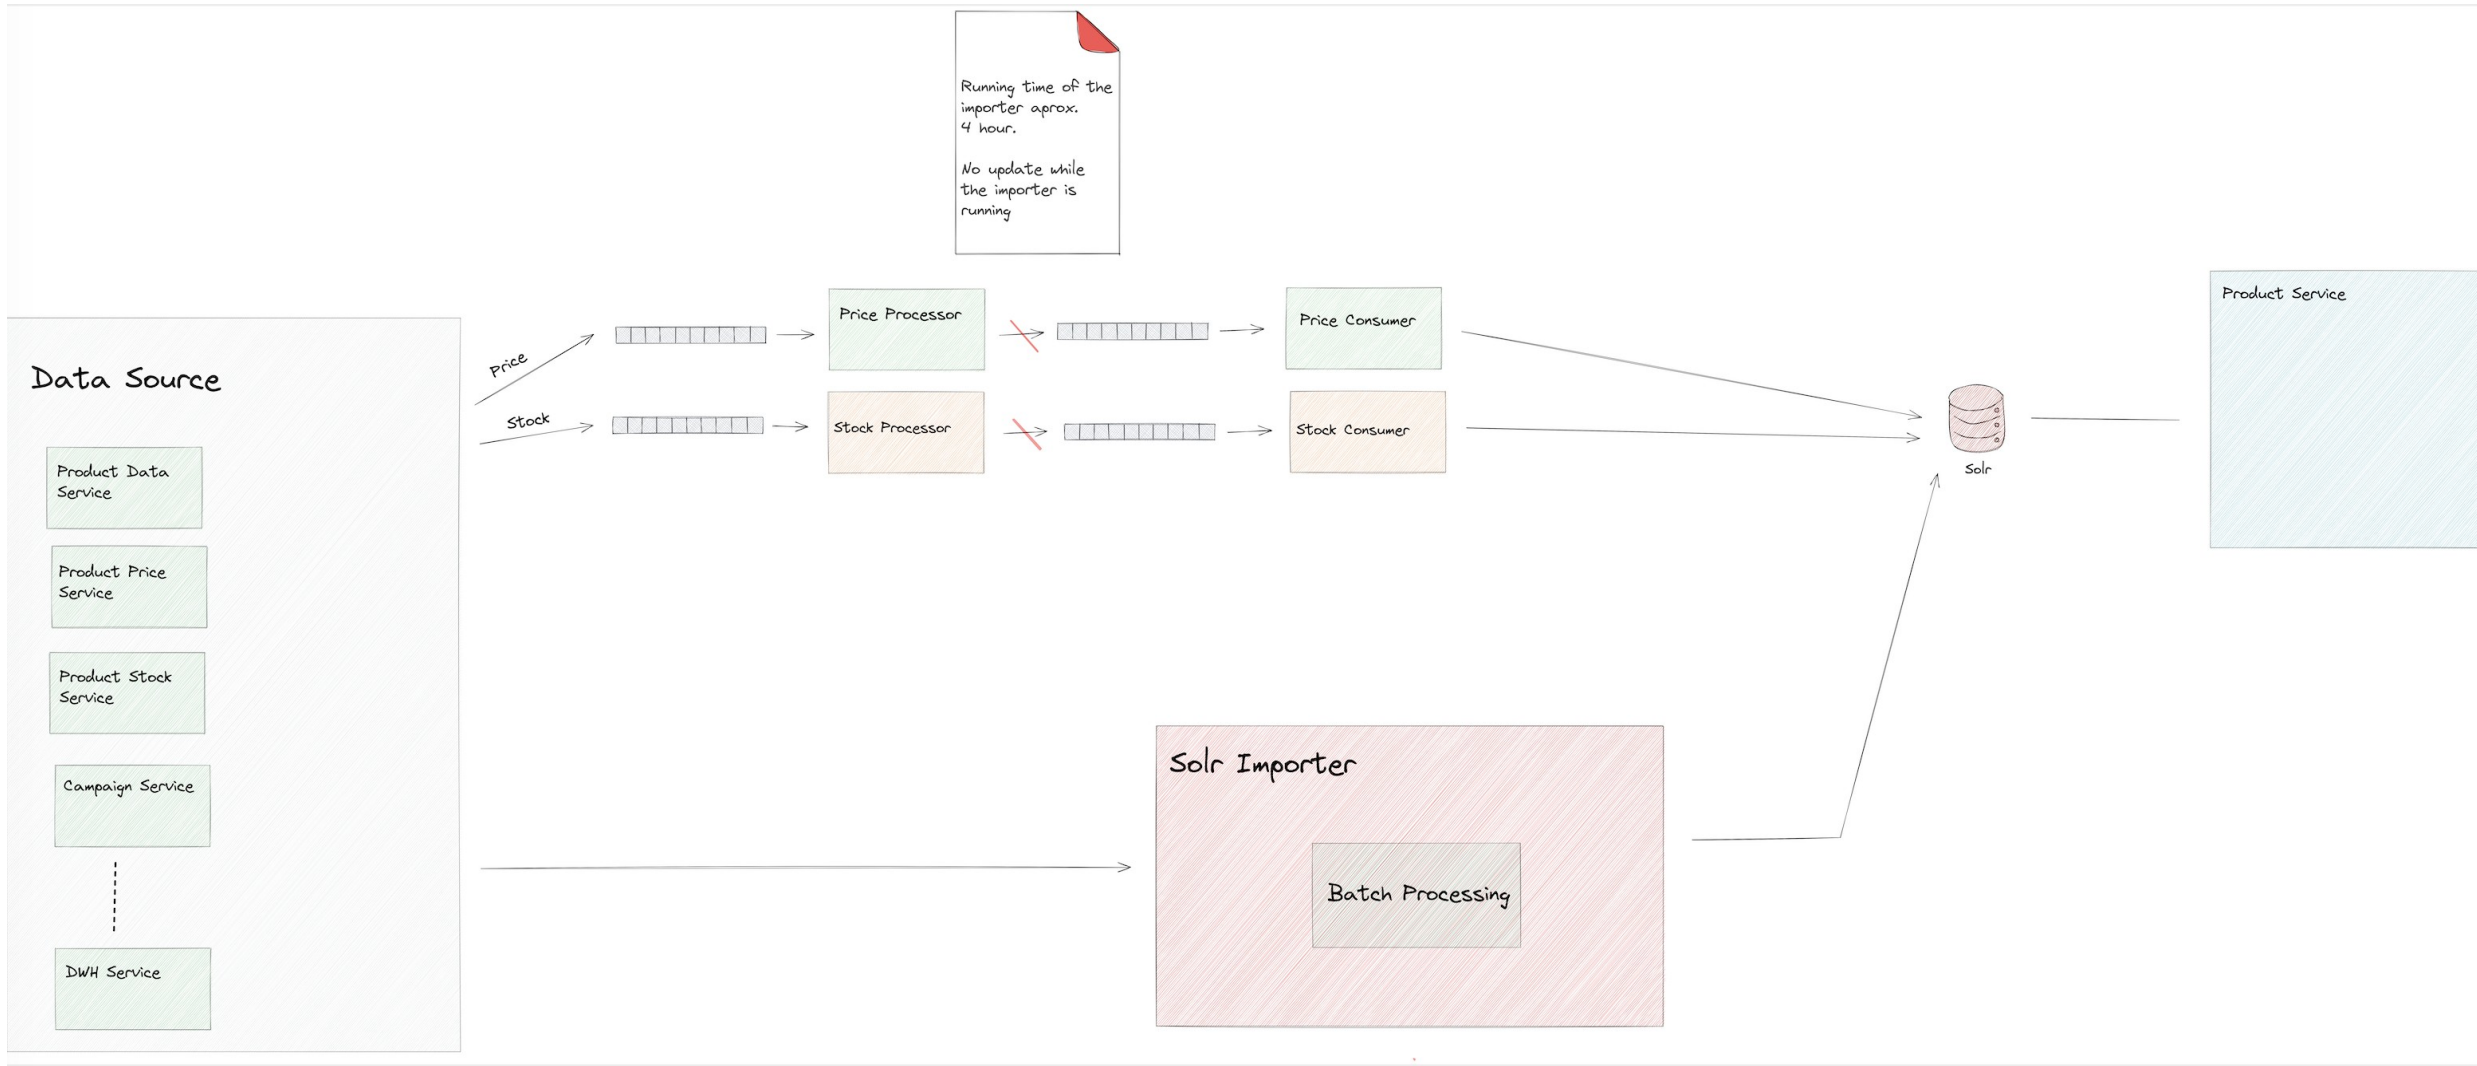 Running time of the
importer aprox.
4 hour.
No update while
the importer is
running
Data Source
Product Data
Service
Product Price
Service
Product Stock
Service
Campaign Service
DWH Service
Price
Stock
Price Processor
Stock Processor
Price Consumer
Stock Consumer
Solr
Product Service
Solr Importer
Batch Processing